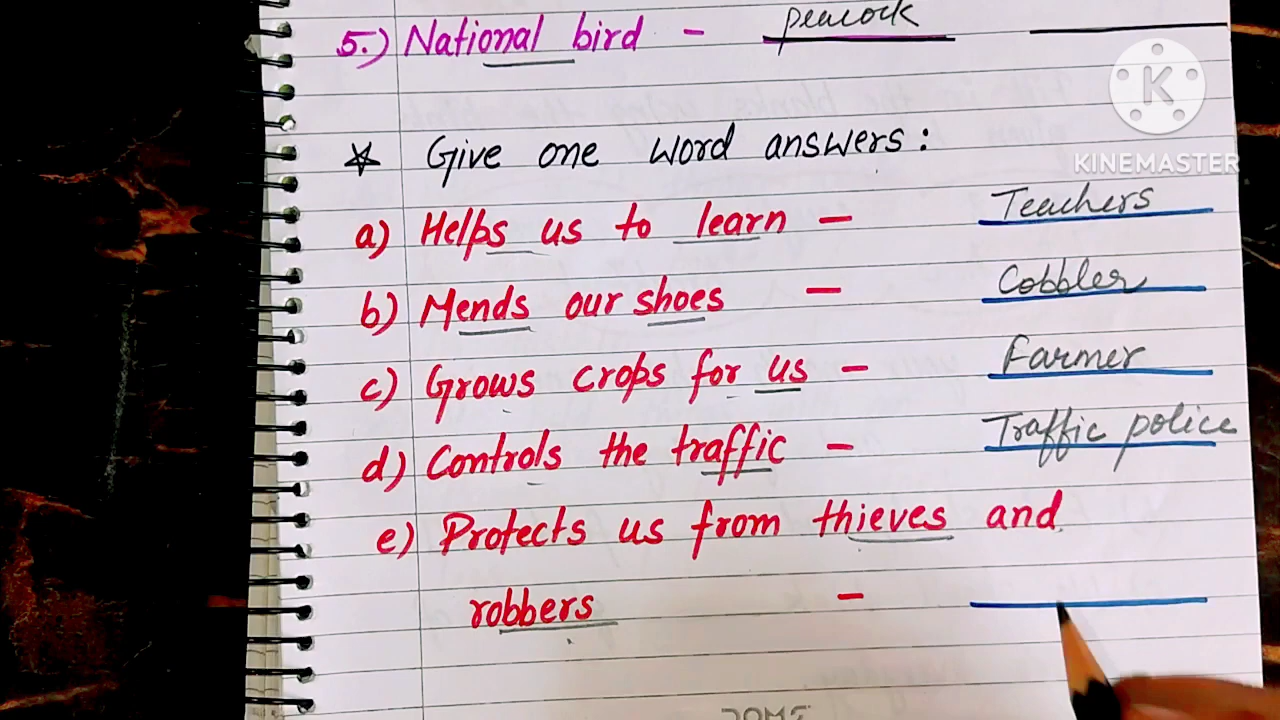 5.) National bird - peacock
K
KINEMASTER
☆ Give one word answers:
a) Helps us to learn - Teachers
b) Mends our shoes - Cobbler
c) Grows crops for us - Farmer
d) Controls the traffic - Traffic police
e) Protects us from thieves and
robbers -
DOMS